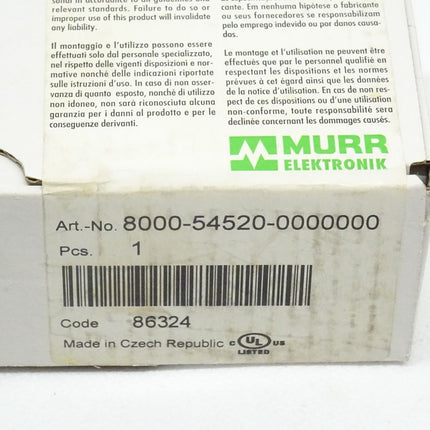 relevant standards. Failure to do so or
improper use of this product will invalidate
any liability.
cante. Em nenhuma hipótese o fabricante
ou seus fornecedores se responsabilizam
pelo emprego indevido ou por danos causa-
dos.
Il montaggio e l'utilizzo possono essere
effettuati solo dal personale specializzato,
nel rispetto delle vigenti disposizioni e nor-
mative nonché delle indicazioni riportate
sulle istruzioni d'uso. In caso di non osser-
vanza di quanto esposto, nonché di utilizzo
non idoneo, non sarà riconosciuta alcuna
garanzia per i danni al prodotto e per le
conseguenze derivanti.
Le montage et l'utilisation ne peuvent être
effectués que par le personnel qualifié en
respectant les dispositions et les normes
prévues à cet égard ainsi que les données
de la notice d'utilisation. En cas de non res-
pect de ces dispositions ou d'une utilisation
non-conforme, toute responsabilité sera
déclinée concernant les dommages causés.
MURR
ELEKTRONIK
Art.-No. 8000-54520-0000000
Pcs. 1
Code 86324
Made in Czech Republic c UL US
LISTED